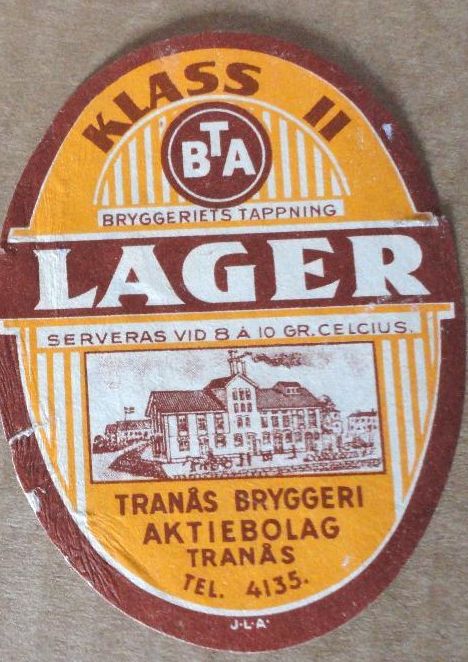 KLASS II
BTA
BRYGGERIETS TAPPNING
LAGER
SERVERAS VID 8 Á 10 GR. CELCIUS.
TRANÅS BRYGGERI
AKTIEBOLAG
TRANÅS
TEL. 4135.
J.L.A.